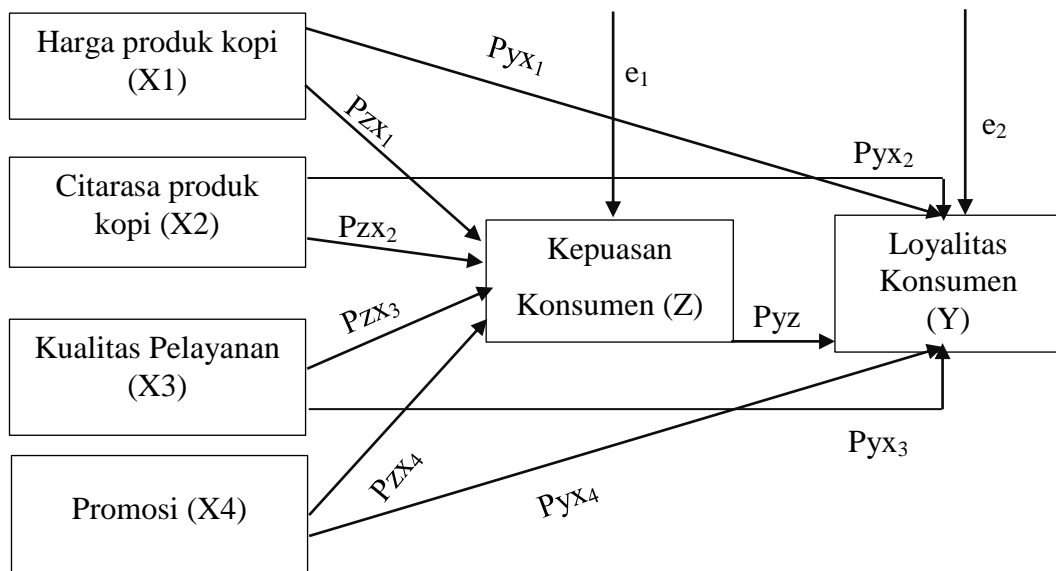 Harga produk kopi
(X1)
Pyx₁
e₁
Pzx₁
e₂
Citarasa produk
kopi (X2)
Pyx₂
Pzx₂
Kepuasan
Konsumen (Z)
Loyalitas
Konsumen
(Y)
Pzx₃
Pyz
Kualitas Pelayanan
(X3)
Pyx₃
Pzx₄
Pyx₄
Promosi (X4)